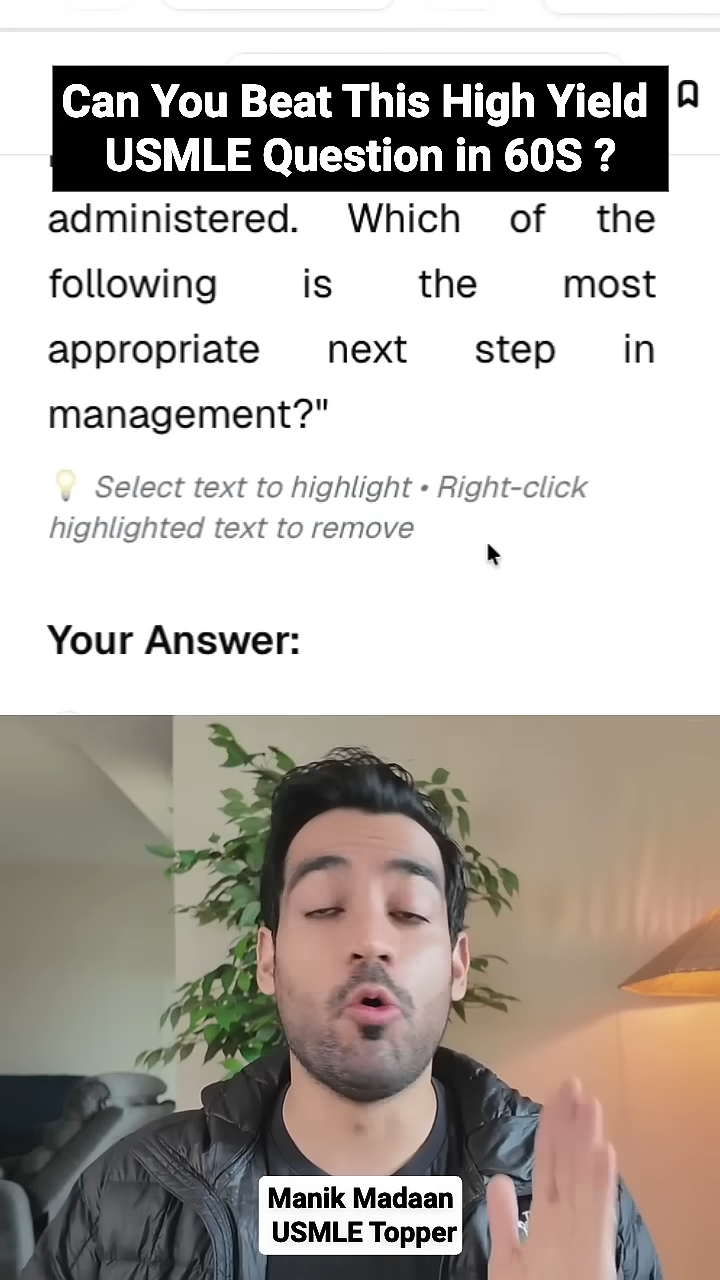 Can You Beat This High Yield
USMLE Question in 60S ?
administered. Which of the
following is the most
appropriate next step in
management?"
Select text to highlight • Right-click
highlighted text to remove
Your Answer:
Manik Madaan
USMLE Topper